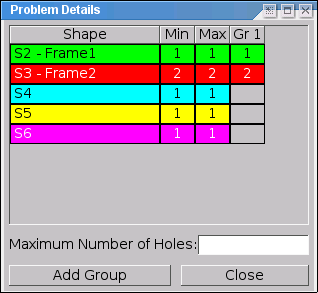 Problem Details
Shape Min Max Gr 1
S2 - Frame1 1 1 1
S3 - Frame2 2 2 2
S4 1 1
S5 1 1
S6 1 1
Maximum Number of Holes:
Add Group Close